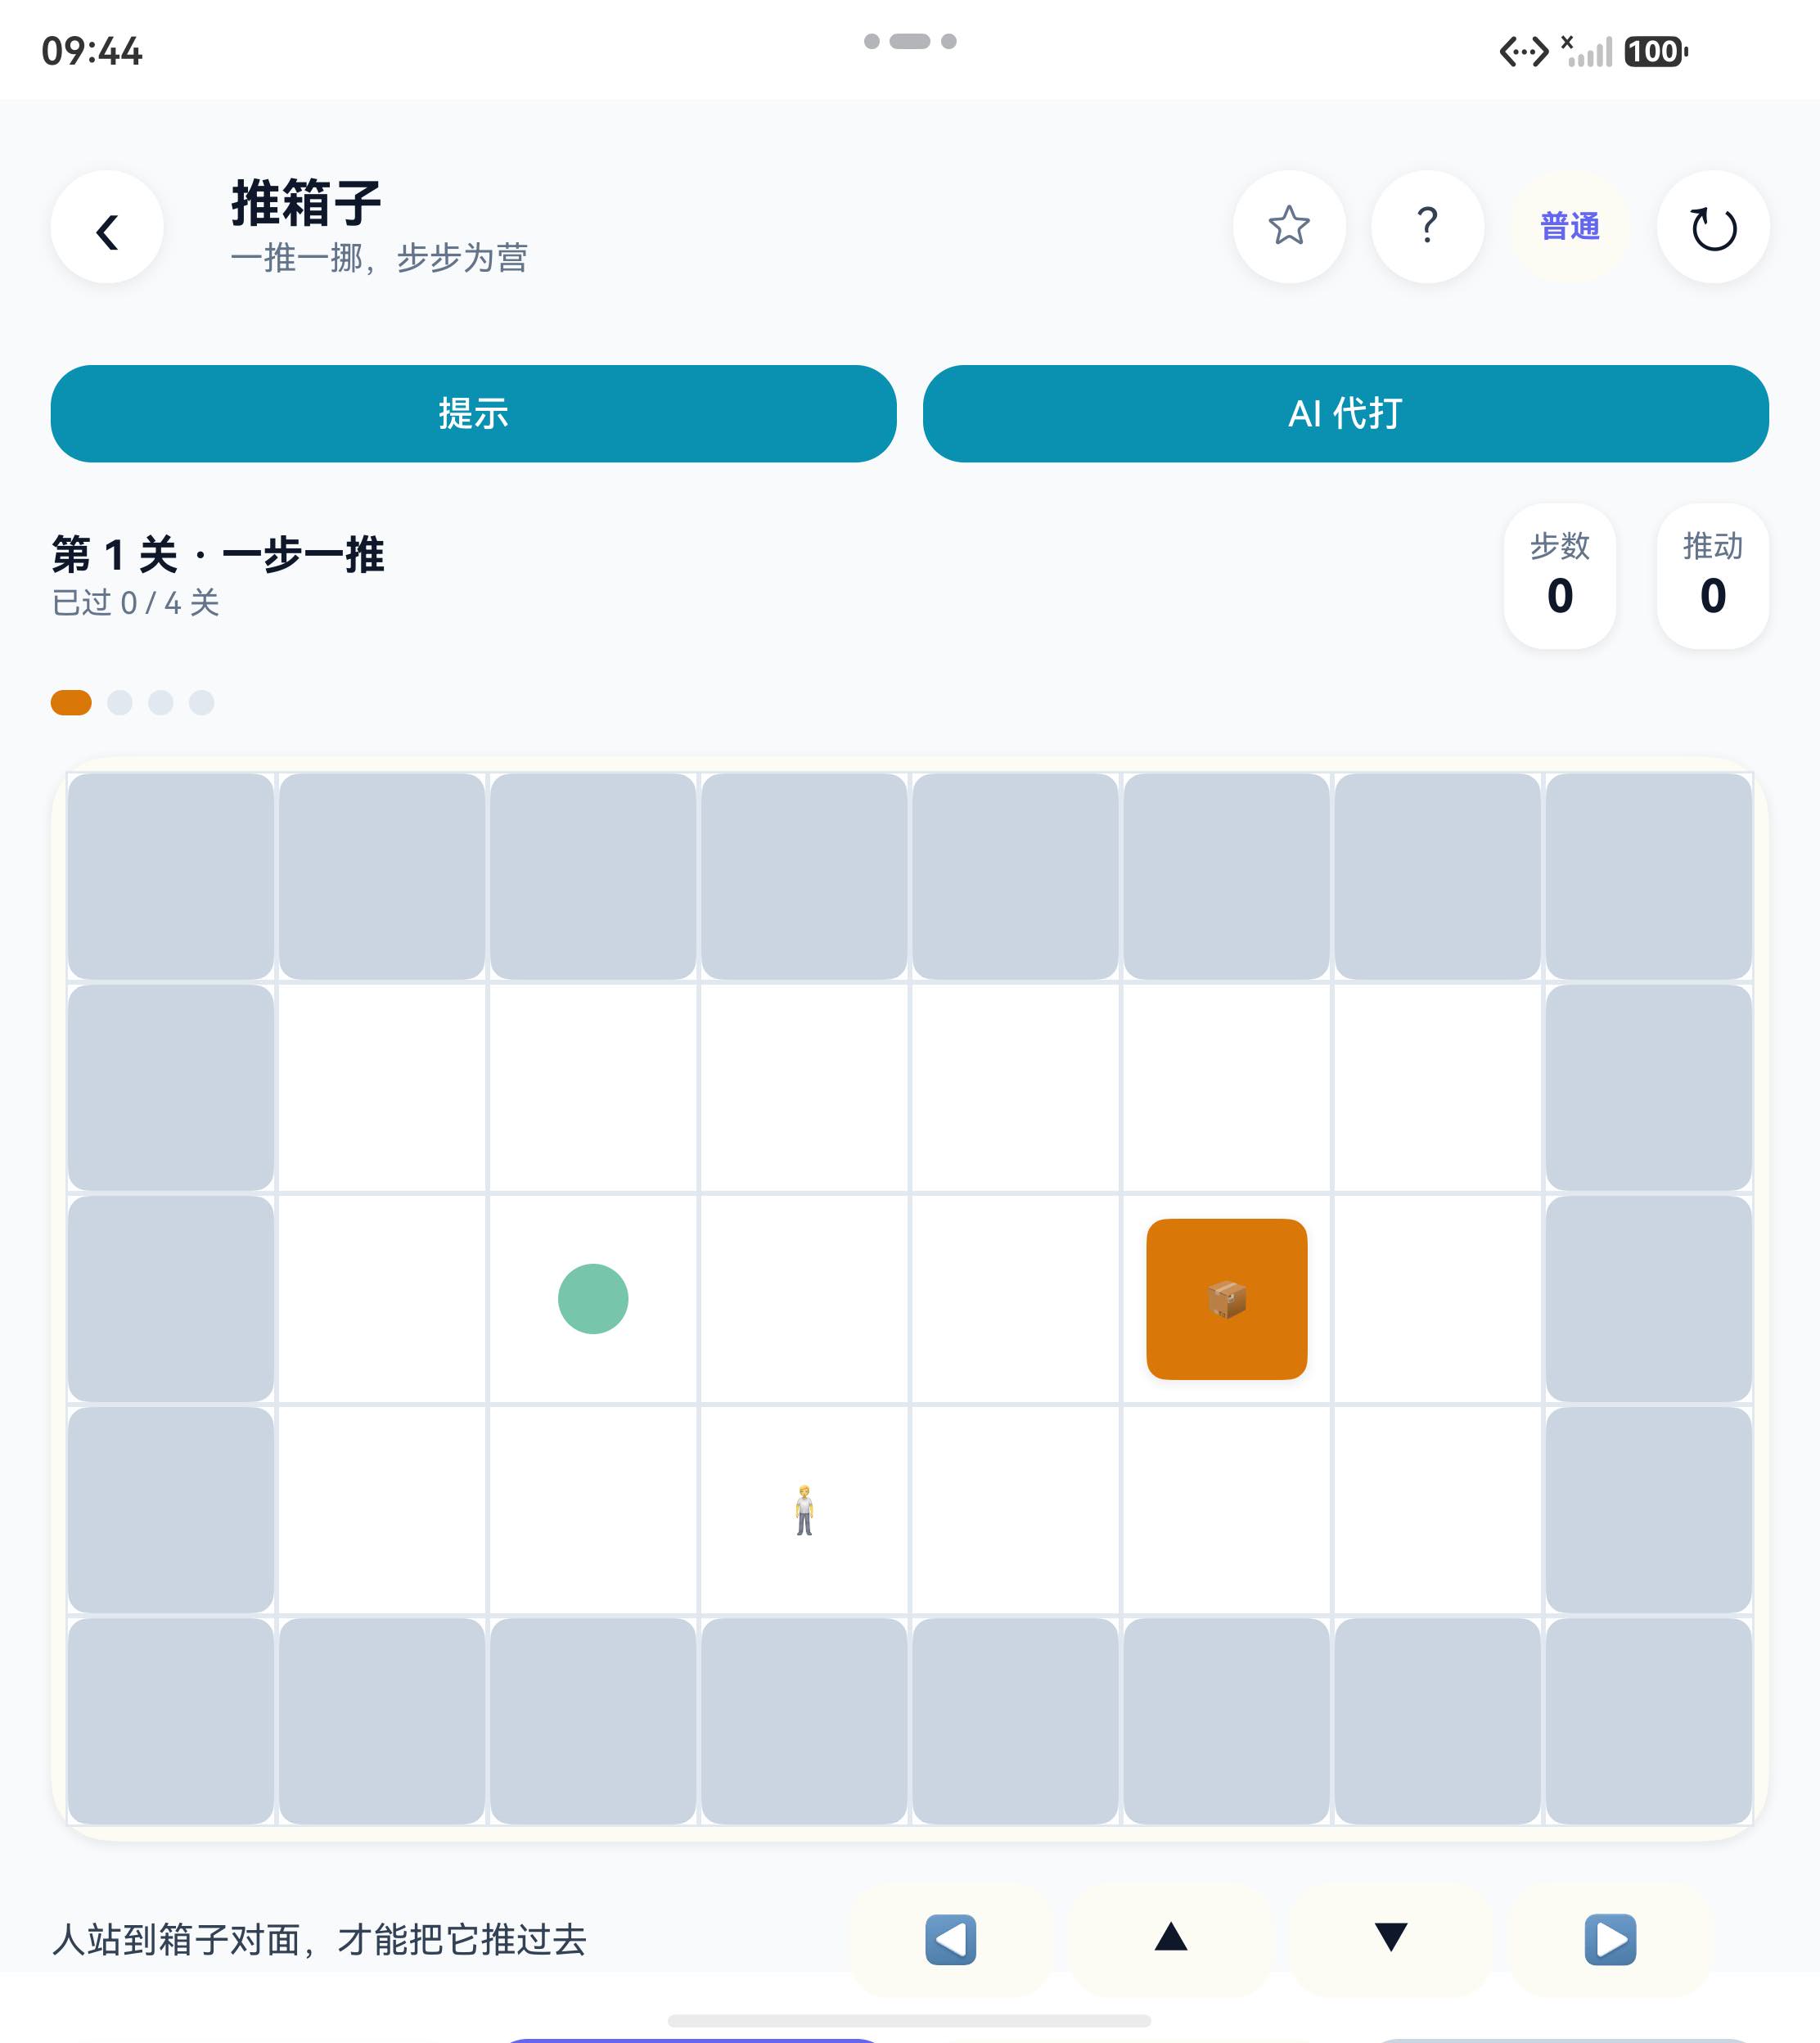 09:44
100
推箱子
一推一挪，步步为营
?
普通
提示
AI 代打
第 1 关 · 一步一推
已过 0 / 4 关
步数
0
推动
0
人站到箱子对面，才能把它推过去